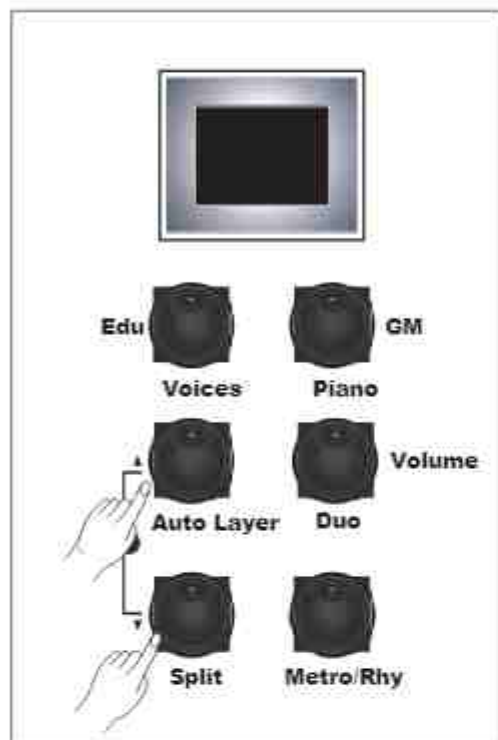 Edu
GM
Voices
Piano
Volume
Auto Layer
Duo
Split
Metro/Rhy